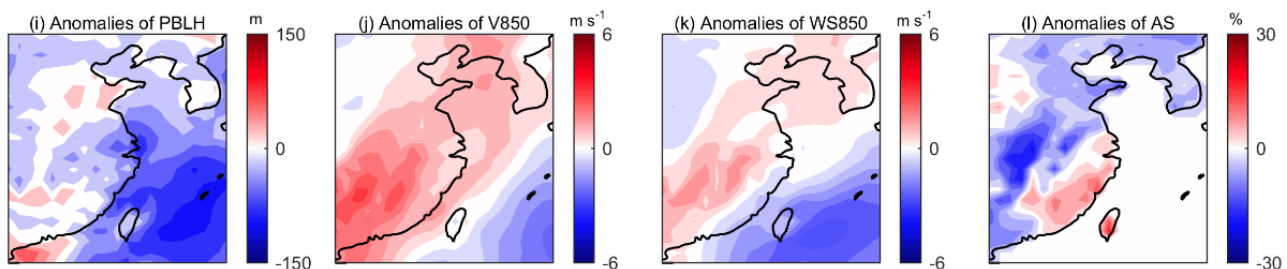 (i) Anomalies of PBLH
m
150
0
-150
(j) Anomalies of V850
m s⁻¹
6
0
-6
(k) Anomalies of WS850
m s⁻¹
6
0
-6
(l) Anomalies of AS
%
30
0
-30